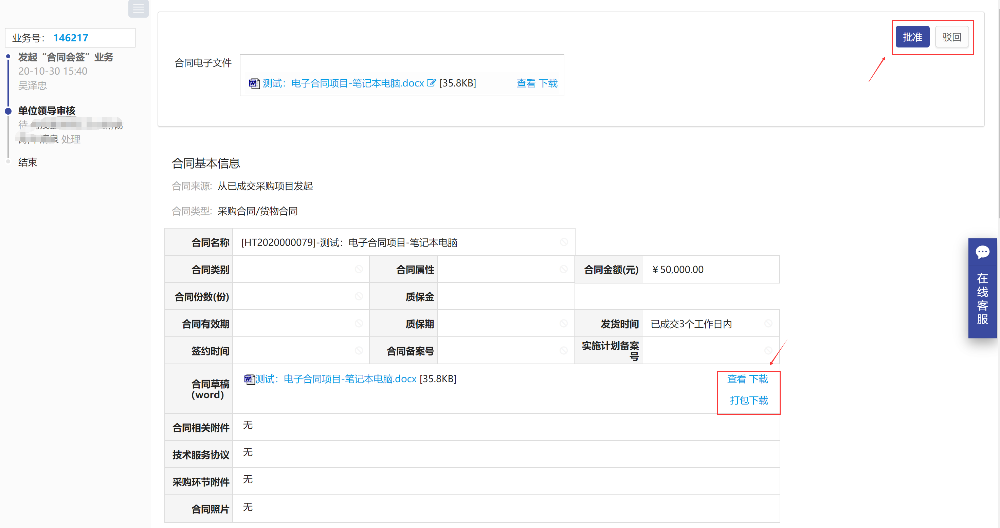 业务号： 146217
发起“合同会签”业务
20-10-30 15:40
吴泽忠
单位领导审核
待
处理
结束
批准 驳回
合同电子文件
测试：电子合同项目-笔记本电脑.docx [35.8KB] 查看 下载
合同基本信息
合同来源: 从已成交采购项目发起
合同类型: 采购合同/货物合同
合同名称 [HT2020000079]-测试：电子合同项目-笔记本电脑
合同类别 合同属性 合同金额(元) ¥ 50,000.00
合同份数(份) 质保金
合同有效期 质保期 发货时间 已成交3个工作日内
签约时间 合同备案号 实施计划备案
号
合同草稿
（word） 测试：电子合同项目-笔记本电脑.docx [35.8KB] 查看 下载
打包下载
合同相关附件 无
技术服务协议 无
采购环节附件 无
合同照片 无
在线客服